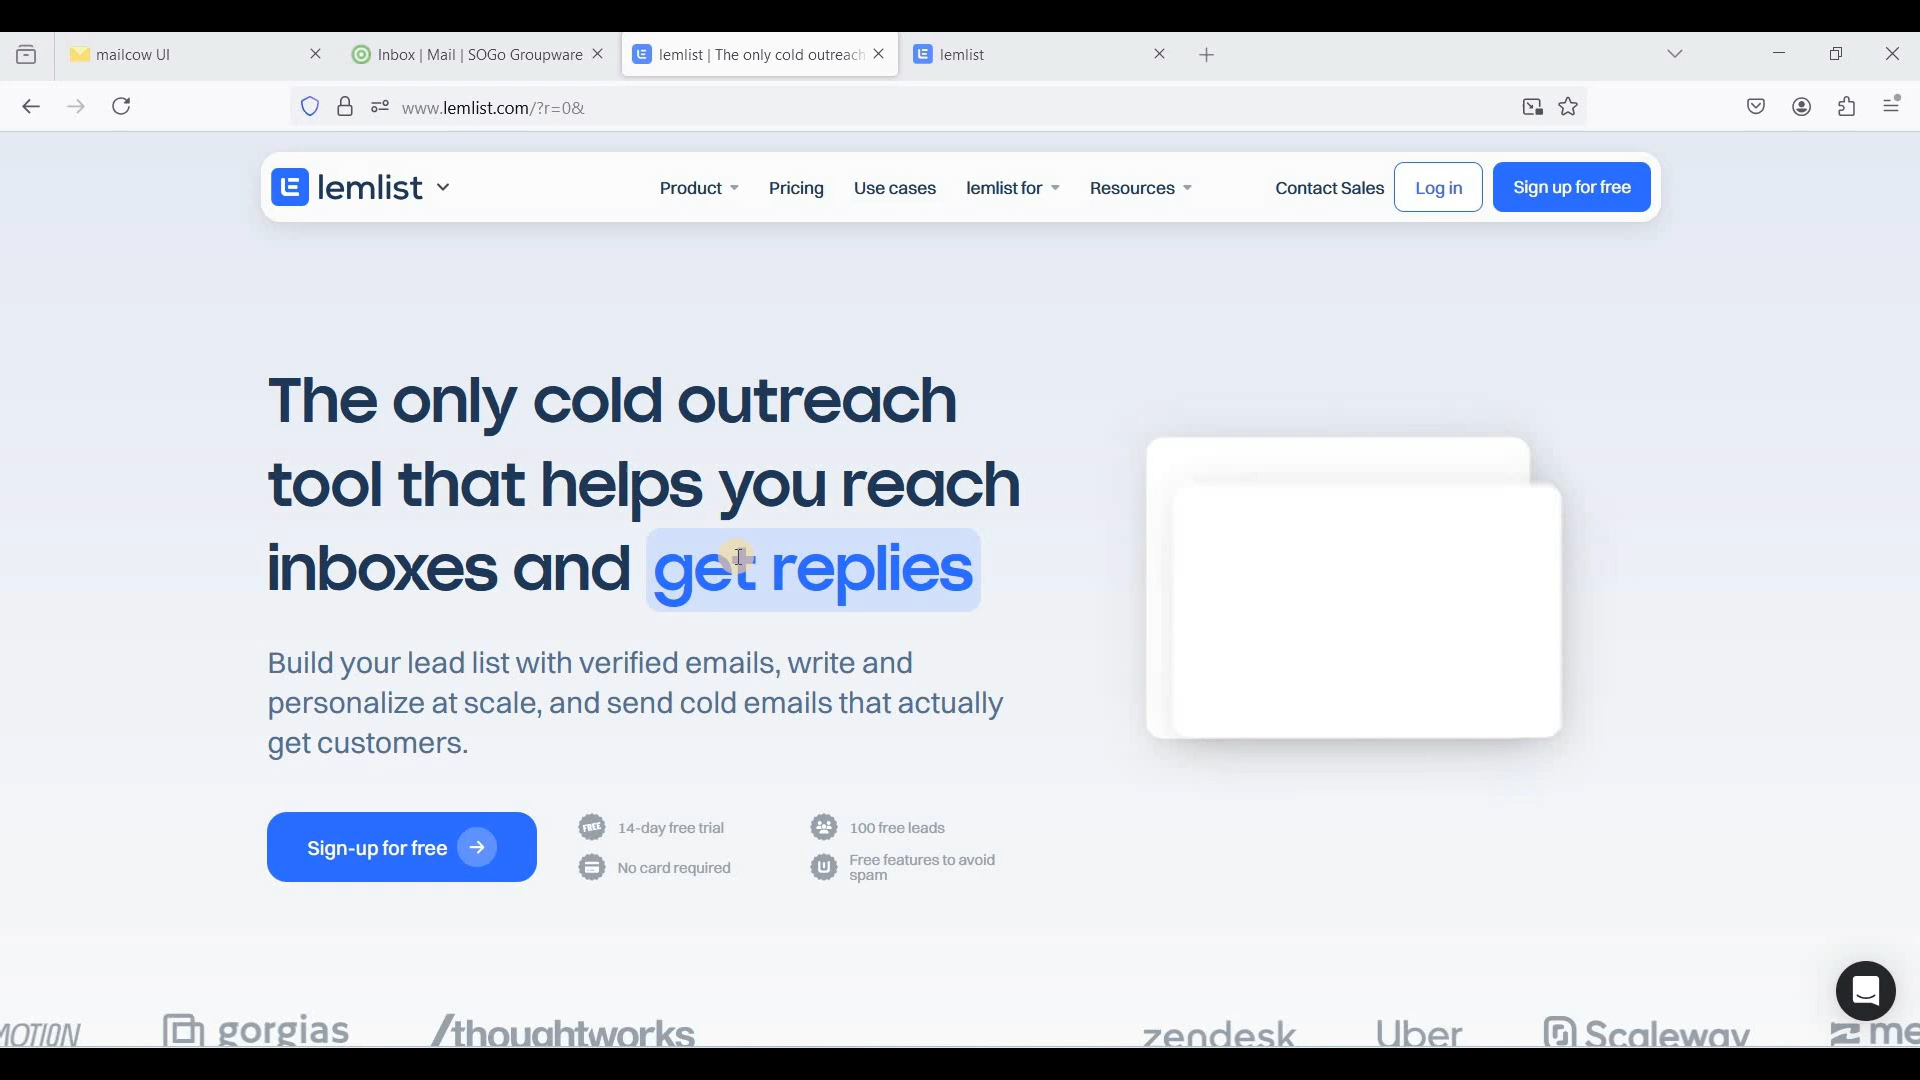 mailcow UI
Inbox | Mail | SOGo Groupware
lemlist | The only cold outreach
lemlist
www.lemlist.com/?r=0&
lemlist
Product
Pricing
Use cases
lemlist for
Resources
Contact Sales
Log in
Sign up for free
The only cold outreach
tool that helps you reach
inboxes and get replies
Build your lead list with verified emails, write and
personalize at scale, and send cold emails that actually
get customers.
Sign-up for free
FREE
14-day free trial
100 free leads
No card required
Free features to avoid
spam
MOTION
gorgias
/thoughtworks
zendesk
Uber
Scaleway
me